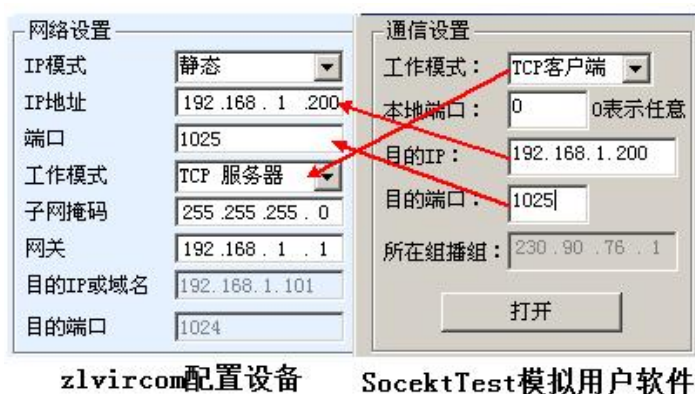 网络设置
IP模式 静态
IP地址 192.168.1.200
端口 1025
工作模式 TCP 服务器
子网掩码 255.255.255.0
网关 192.168.1.1
目的IP或域名 192.168.1.101
目的端口 1024
zlvircom配置设备
通信设置
工作模式： TCP客户端
本地端口： 0 0表示任意
目的IP： 192.168.1.200
目的端口： 1025
所在组播组： 230.90.76.1
打开
SocektTest模拟用户软件